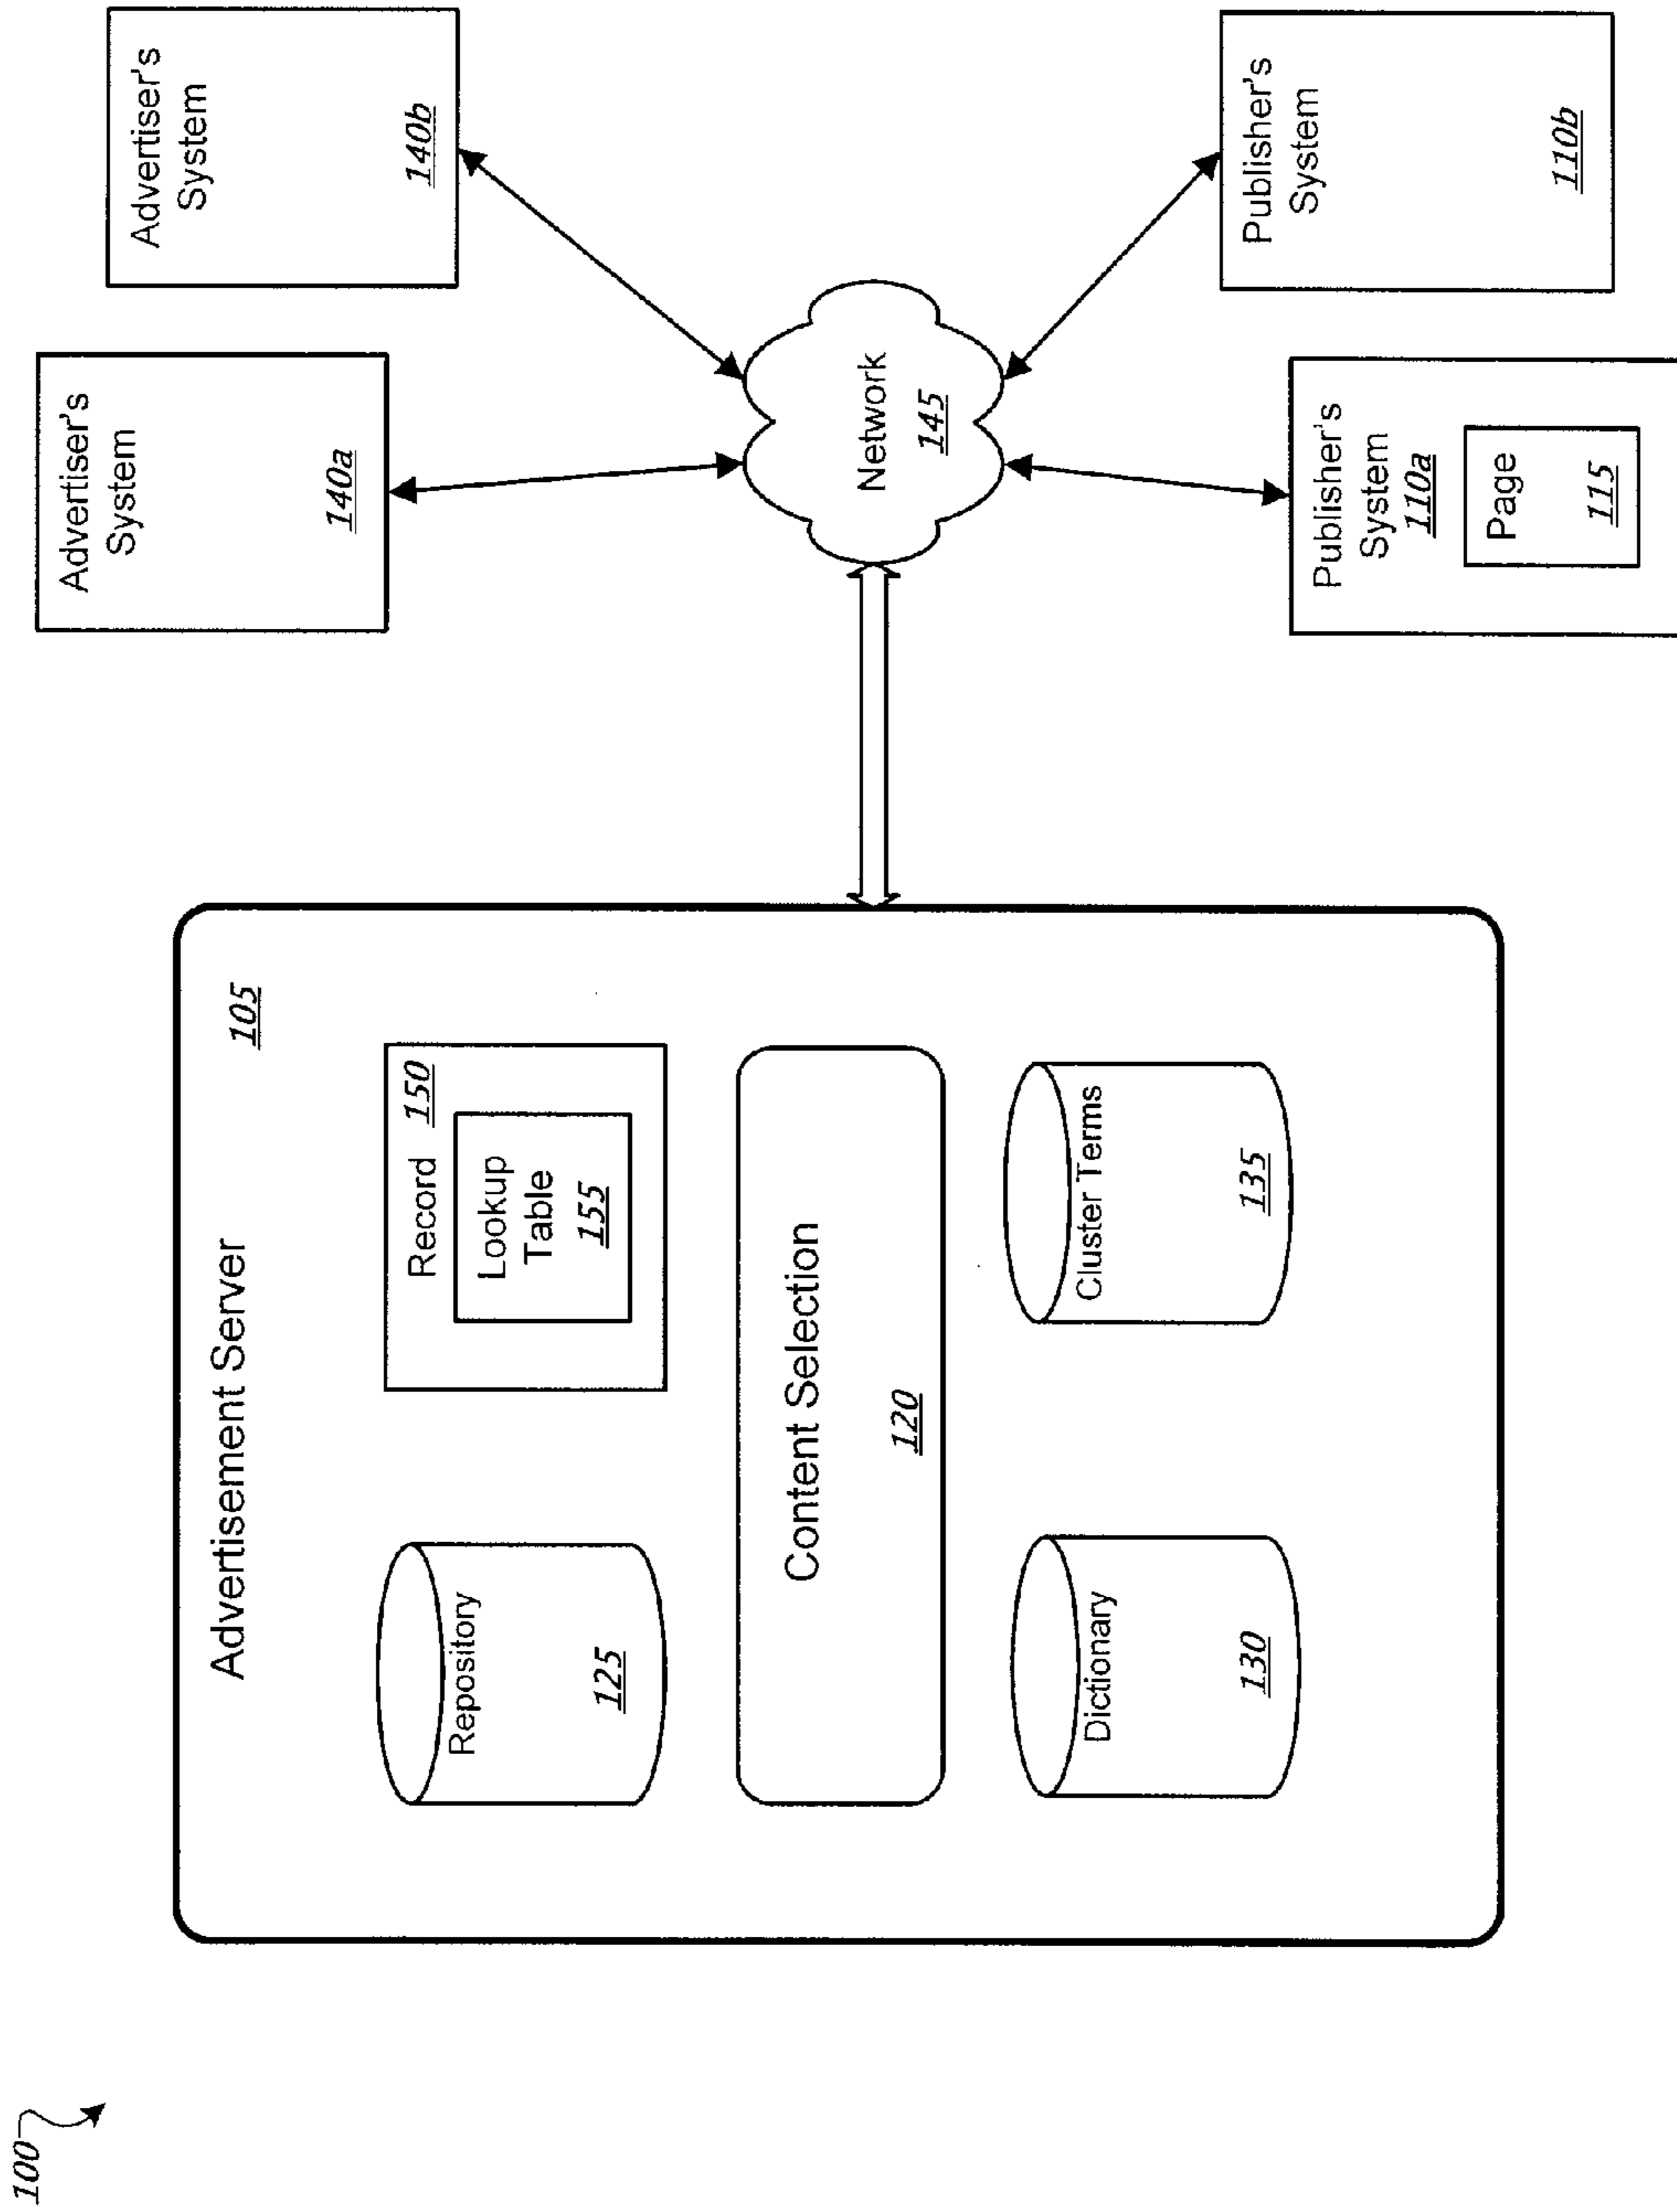 100
Advertisement Server
105
Repository
125
Record
150
Lookup
Table
155
Content Selection
120
Dictionary
130
Cluster Terms
135
Advertiser's
System
140a
Advertiser's
System
140b
Network
145
Publisher's
System
110a
Page
115
Publisher's
System
110b